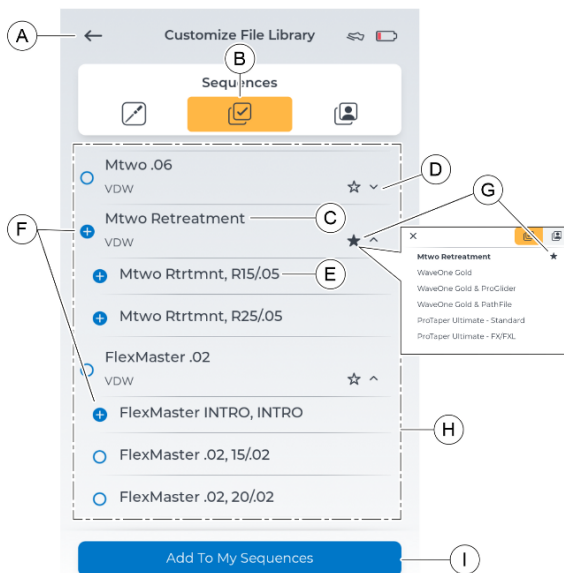 A
Customize File Library
B
Sequences
Mtwo .06
VDW
D
Mtwo Retreatment
C
G
F
VDW
Mtwo Rtrtmnt, R15/.05
E
Mtwo Rtrtmnt, R25/.05
FlexMaster .02
VDW
FlexMaster INTRO, INTRO
H
FlexMaster .02, 15/.02
FlexMaster .02, 20/.02
Add To My Sequences
I
Mtwo Retreatment
WaveOne Gold
WaveOne Gold & ProGlider
WaveOne Gold & PathFile
ProTaper Ultimate - Standard
ProTaper Ultimate - FX/FXL